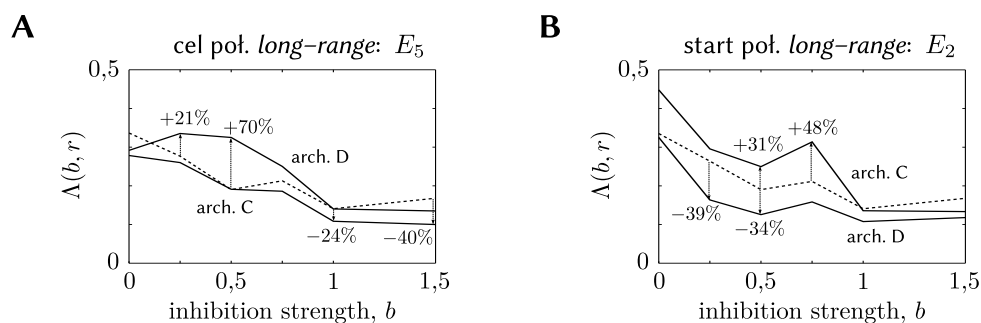 A
cel poł. long–range: E₅
0,5
Λ(b, r)
+21%
+70%
arch. D
arch. C
−24%
−40%
0
0 0,5 1 1,5
inhibition strength, b
B
start poł. long–range: E₂
0,5
Λ(b, r)
+31%
+48%
arch. C
−39%
−34%
arch. D
0
0 0,5 1 1,5
inhibition strength, b